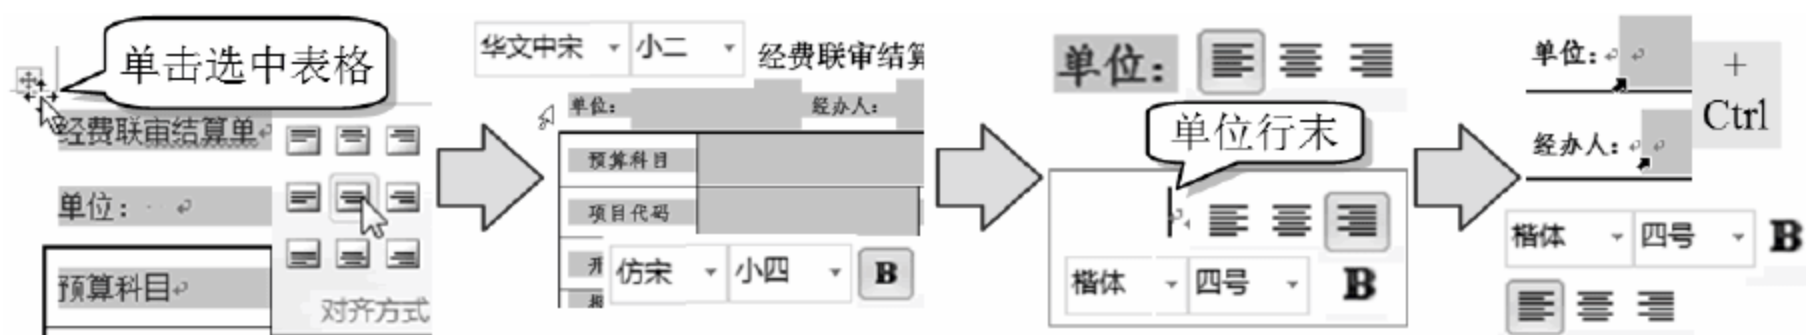 单击选中表格
经费联审结算单
单位：
预算科目
对齐方式
华文中宋 小二
经费联审结算
单位： 经办人：
预算科目
项目代码
仿宋 小四 B
单位：
单位行末
楷体 四号 B
单位：
+
Ctrl
经办人：
楷体 四号 B